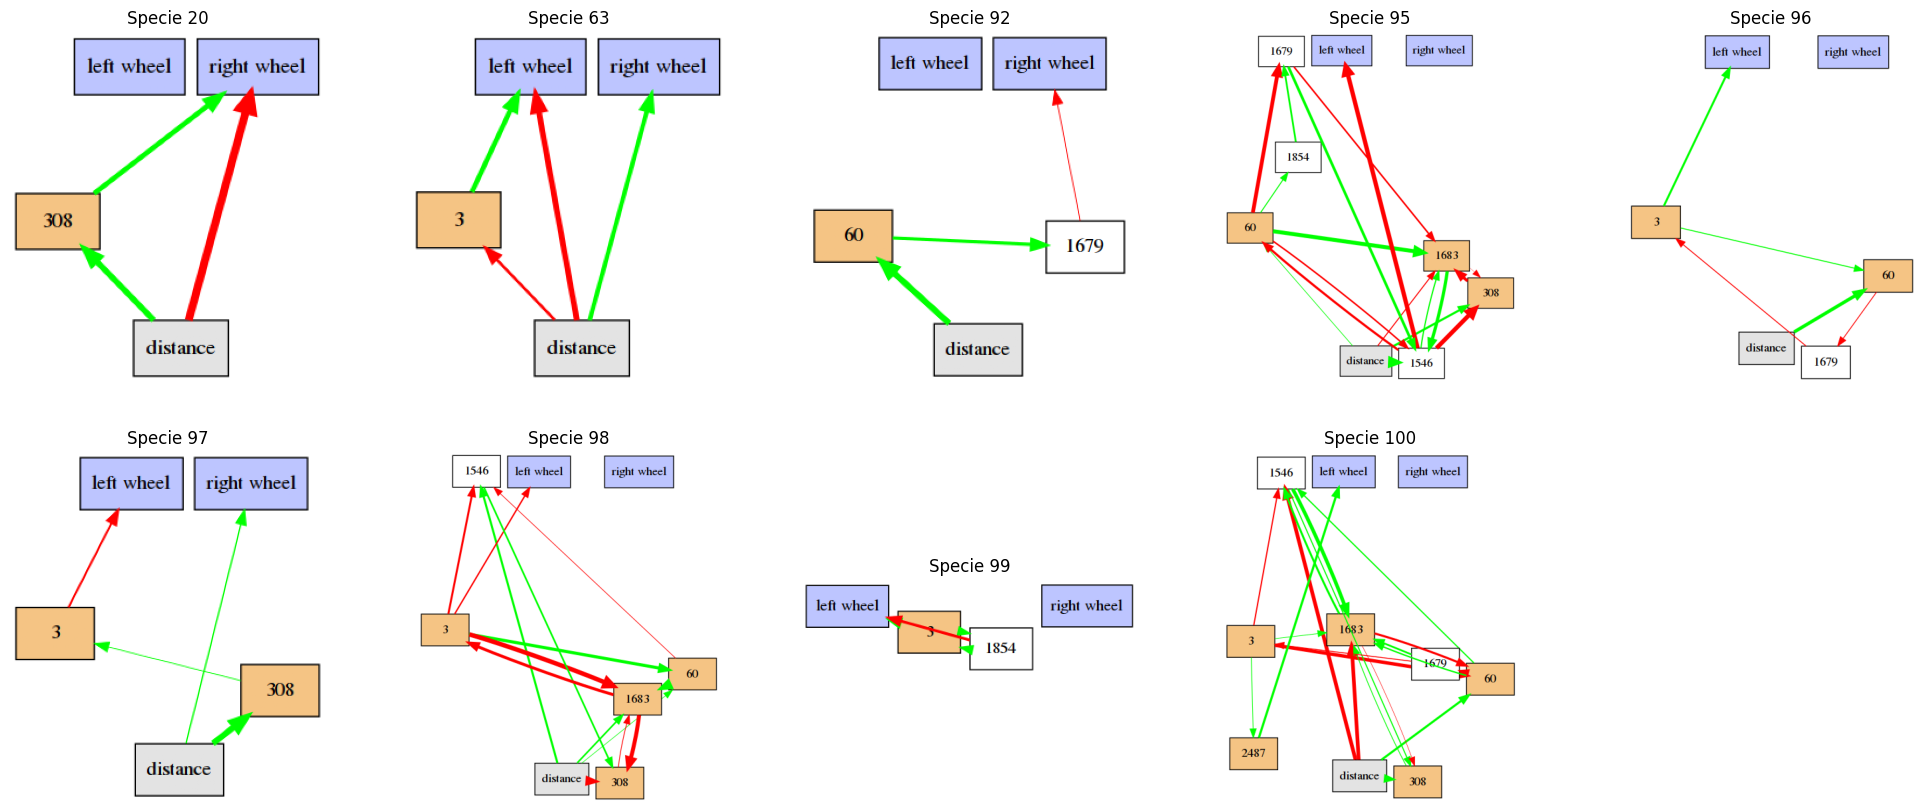 Specie 20
left wheel
right wheel
308
distance
Specie 63
left wheel
right wheel
3
distance
Specie 92
left wheel
right wheel
60
1679
distance
Specie 95
1679
left wheel
right wheel
1854
60
1683
308
distance
1546
Specie 96
left wheel
right wheel
3
60
distance
1679
Specie 97
left wheel
right wheel
3
308
distance
Specie 98
1546
left wheel
right wheel
3
60
1683
distance
308
Specie 99
left wheel
right wheel
3
1854
Specie 100
1546
left wheel
right wheel
3
1683
1679
60
2487
distance
308